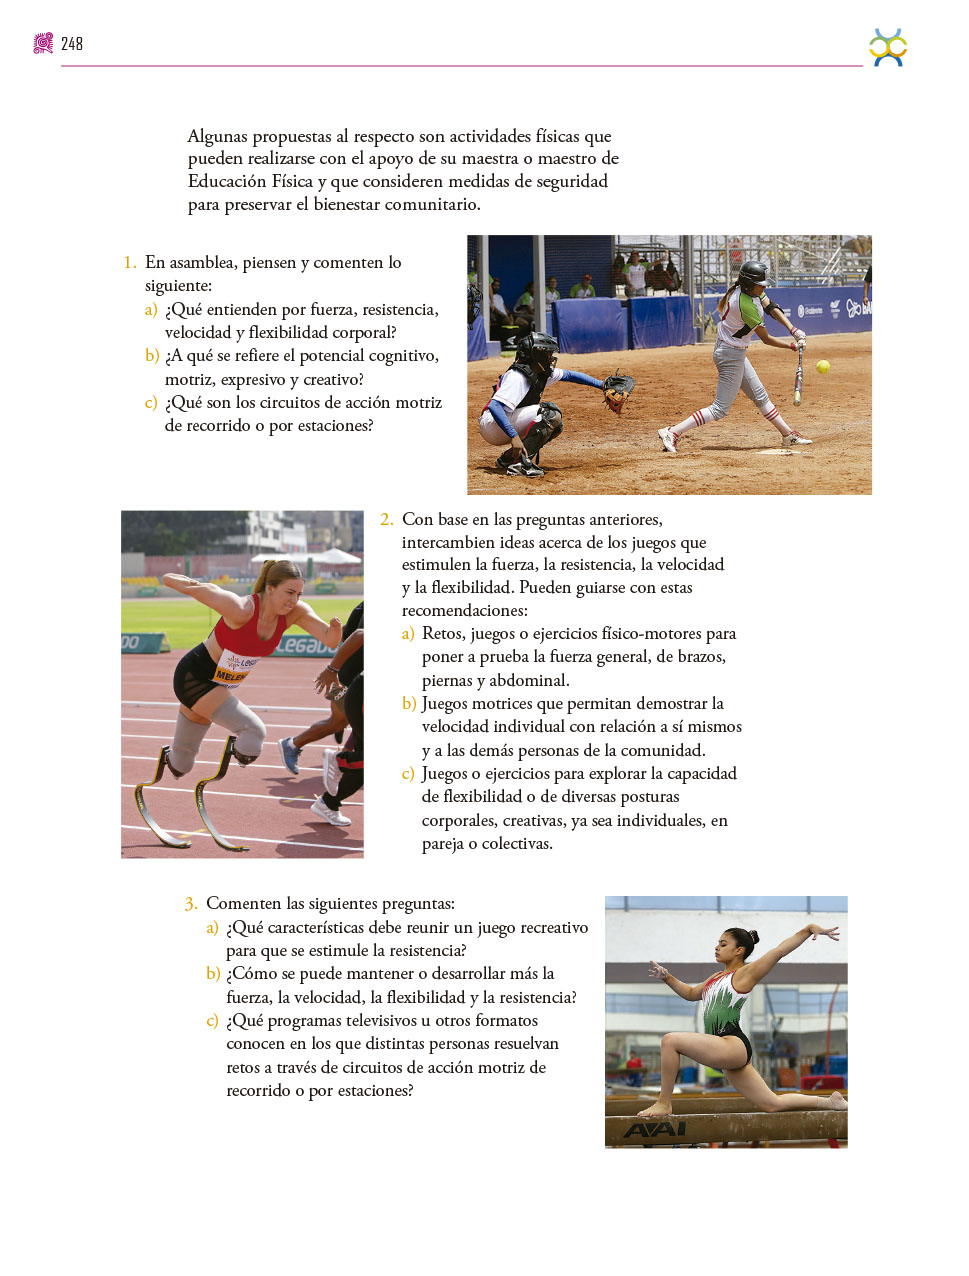 248
Algunas propuestas al respecto son actividades físicas que
pueden realizarse con el apoyo de su maestra o maestro de
Educación Física y que consideren medidas de seguridad
para preservar el bienestar comunitario.
1. En asamblea, piensen y comenten lo
siguiente:
a) ¿Qué entienden por fuerza, resistencia,
velocidad y flexibilidad corporal?
b) ¿A qué se refiere el potencial cognitivo,
motriz, expresivo y creativo?
c) ¿Qué son los circuitos de acción motriz
de recorrido o por estaciones?
2. Con base en las preguntas anteriores,
intercambien ideas acerca de los juegos que
estimulen la fuerza, la resistencia, la velocidad
y la flexibilidad. Pueden guiarse con estas
recomendaciones:
a) Retos, juegos o ejercicios físico-motores para
poner a prueba la fuerza general, de brazos,
piernas y abdominal.
b) Juegos motrices que permitan demostrar la
velocidad individual con relación a sí mismos
y a las demás personas de la comunidad.
c) Juegos o ejercicios para explorar la capacidad
de flexibilidad o de diversas posturas
corporales, creativas, ya sea individuales, en
pareja o colectivas.
LEGADO
MELE
3. Comenten las siguientes preguntas:
a) ¿Qué características debe reunir un juego recreativo
para que se estimule la resistencia?
b) ¿Cómo se puede mantener o desarrollar más la
fuerza, la velocidad, la flexibilidad y la resistencia?
c) ¿Qué programas televisivos u otros formatos
conocen en los que distintas personas resuelvan
retos a través de circuitos de acción motriz de
recorrido o por estaciones?
AVAI